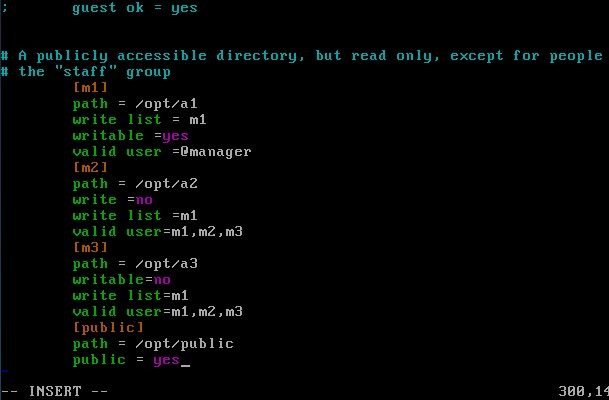 ;       guest ok = yes
# A publicly accessible directory, but read only, except for people
# the "staff" group
        [m1]
        path = /opt/a1
        write list = m1
        writable =yes
        valid user =@manager
        [m2]
        path = /opt/a2
        write =no
        write list =m1
        valid user=m1,m2,m3
        [m3]
        path = /opt/a3
        writable=no
        write list=m1
        valid user=m1,m2,m3
        [public]
        path = /opt/public
        public = yes_
-- INSERT --                                                          300,14